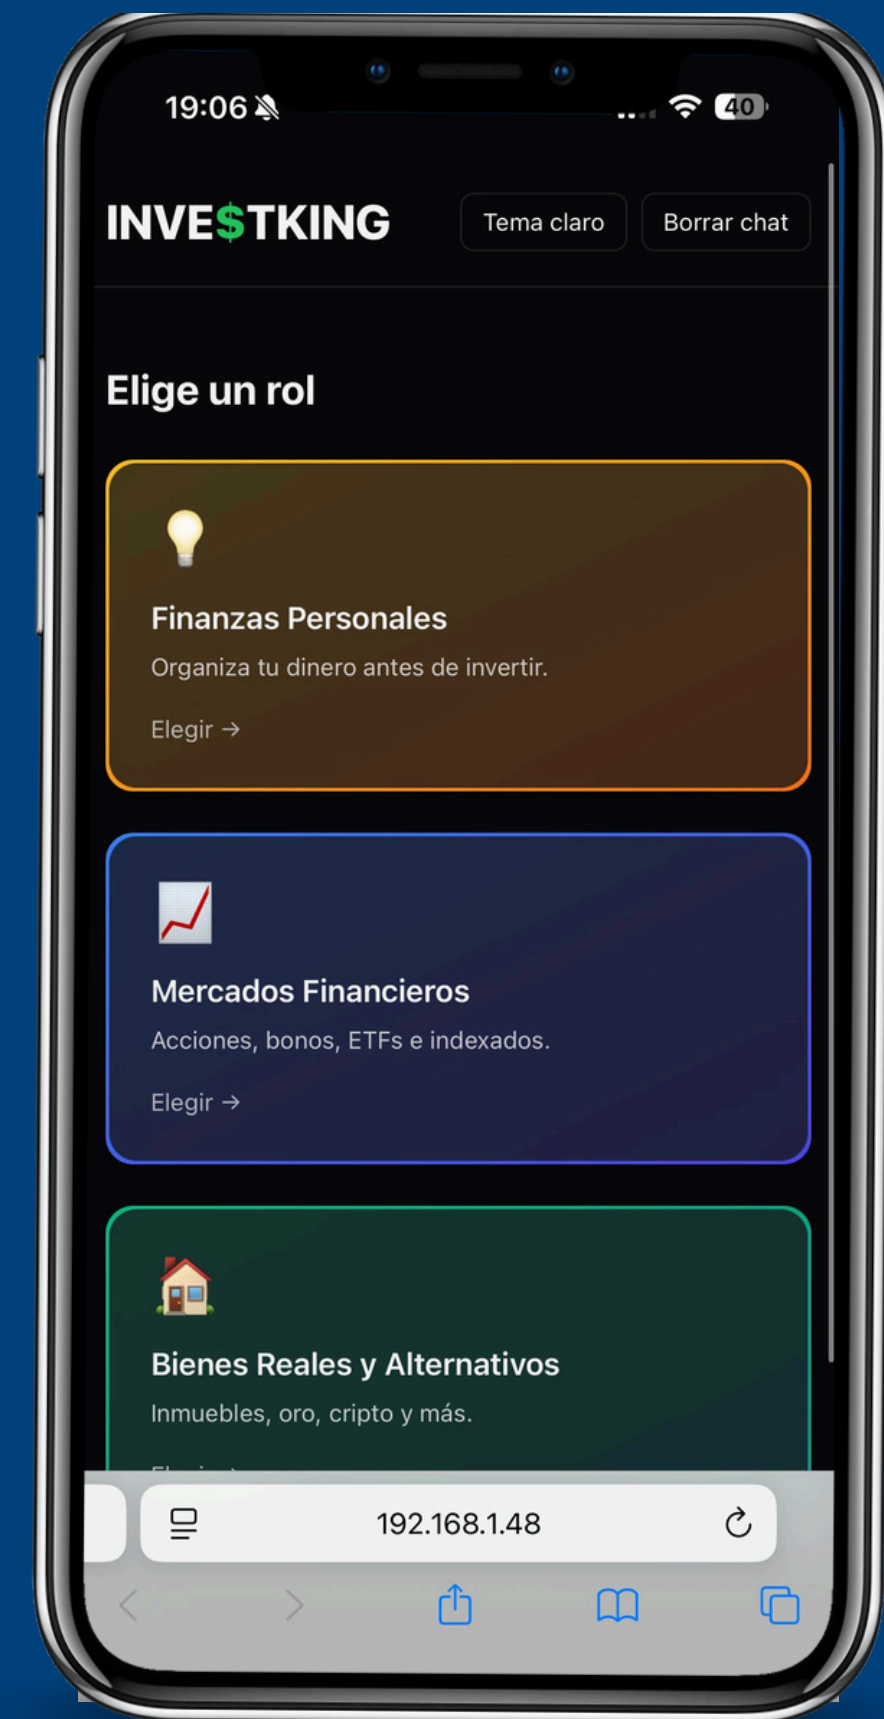 19:06
40
INVE$TKING
Tema claro
Borrar chat
Elige un rol
Finanzas Personales
Organiza tu dinero antes de invertir.
Elegir →
Mercados Financieros
Acciones, bonos, ETFs e indexados.
Elegir →
Bienes Reales y Alternativos
Inmuebles, oro, cripto y más.
192.168.1.48